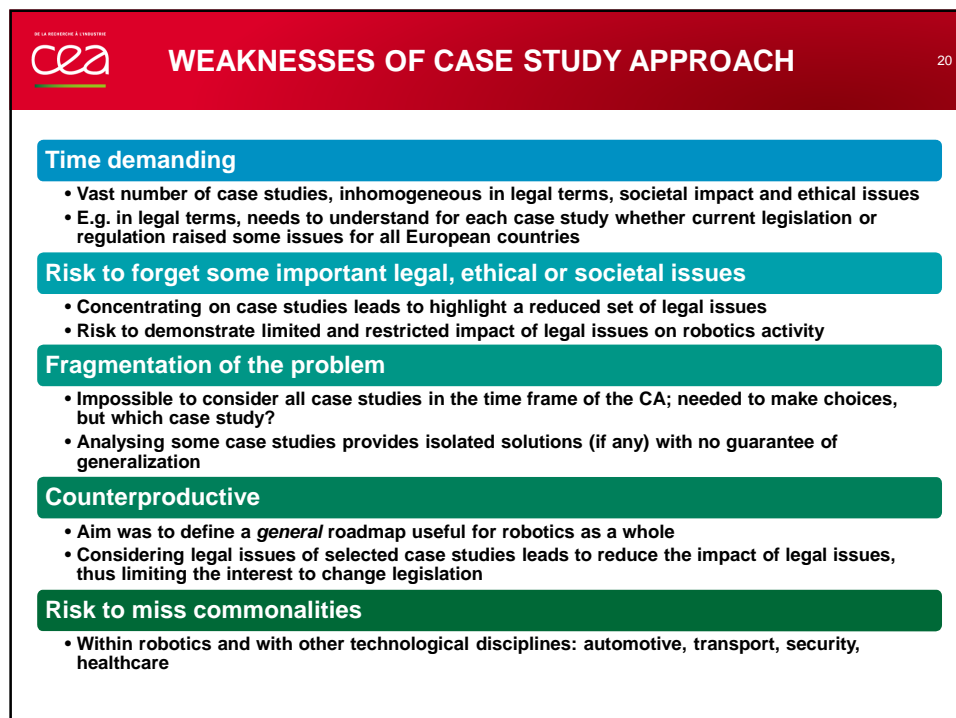 DE LA RECHERCHE À L'INDUSTRIE
cea
WEAKNESSES OF CASE STUDY APPROACH
20
Time demanding
• Vast number of case studies, inhomogeneous in legal terms, societal impact and ethical issues
• E.g. in legal terms, needs to understand for each case study whether current legislation or
regulation raised some issues for all European countries
Risk to forget some important legal, ethical or societal issues
• Concentrating on case studies leads to highlight a reduced set of legal issues
• Risk to demonstrate limited and restricted impact of legal issues on robotics activity
Fragmentation of the problem
• Impossible to consider all case studies in the time frame of the CA; needed to make choices,
but which case study?
• Analysing some case studies provides isolated solutions (if any) with no guarantee of
generalization
Counterproductive
• Aim was to define a general roadmap useful for robotics as a whole
• Considering legal issues of selected case studies leads to reduce the impact of legal issues,
thus limiting the interest to change legislation
Risk to miss commonalities
• Within robotics and with other technological disciplines: automotive, transport, security,
healthcare